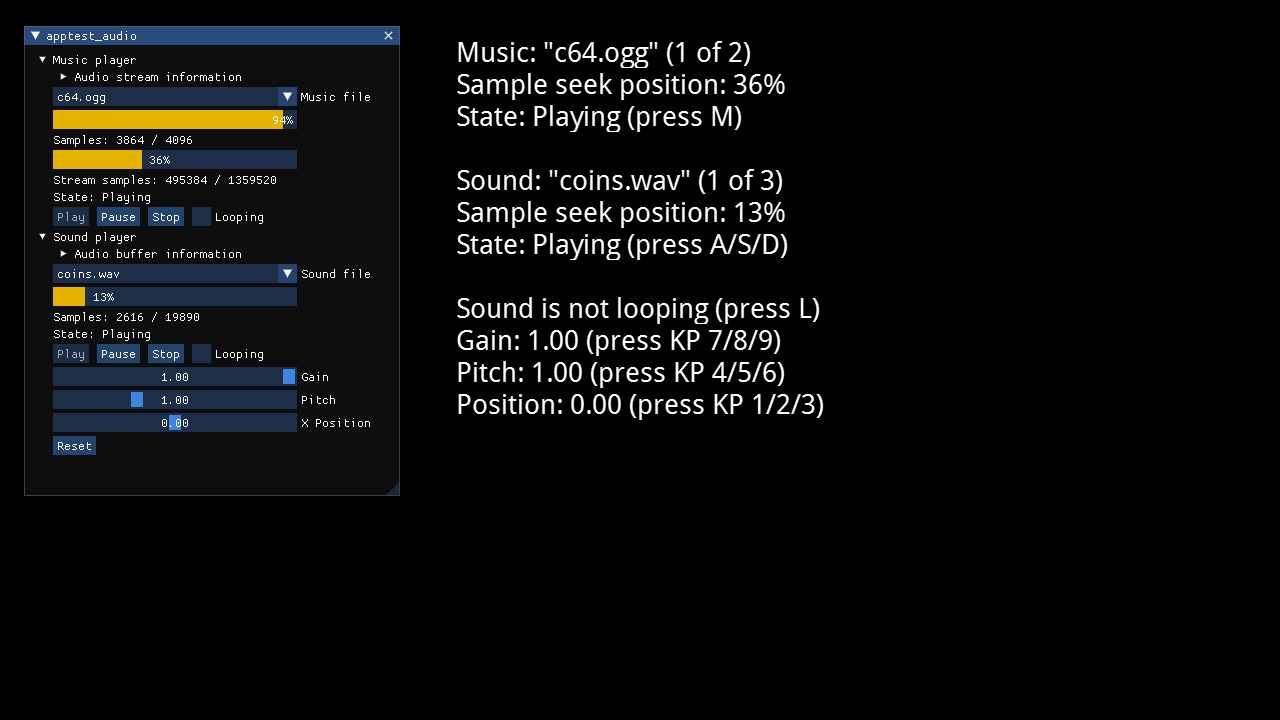 apptest_audio
Music player
Audio stream information
c64.ogg Music file
94%
Samples: 3864 / 4096
36%
Stream samples: 495384 / 1359520
State: Playing
Play Pause Stop Looping
Sound player
Audio buffer information
coins.wav Sound file
13%
Samples: 2616 / 19890
State: Playing
Play Pause Stop Looping
1.00 Gain
1.00 Pitch
0.00 X Position
Reset
Music: "c64.ogg" (1 of 2)
Sample seek position: 36%
State: Playing (press M)
Sound: "coins.wav" (1 of 3)
Sample seek position: 13%
State: Playing (press A/S/D)
Sound is not looping (press L)
Gain: 1.00 (press KP 7/8/9)
Pitch: 1.00 (press KP 4/5/6)
Position: 0.00 (press KP 1/2/3)